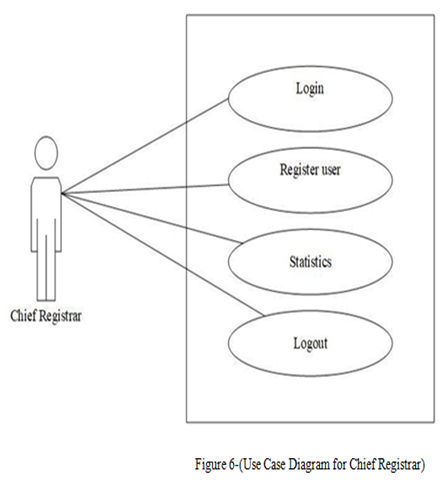 Login
Register user
Statistics
Logout
Chief Registrar
Figure 6-(Use Case Diagram for Chief Registrar)